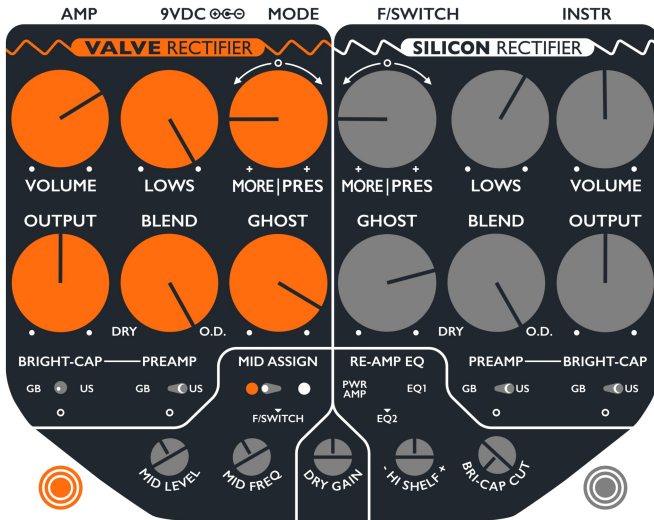 AMP 9VDC MODE F/SWITCH INSTR
VALVE RECTIFIER SILICON RECTIFIER
VOLUME LOWS + MORE|PRES + + MORE|PRES + LOWS VOLUME
OUTPUT BLEND GHOST GHOST BLEND OUTPUT
DRY O.D. DRY O.D.
BRIGHT-CAP PREAMP MID ASSIGN RE-AMP EQ PREAMP BRIGHT-CAP
GB US GB US PWR AMP EQ1 GB US GB US
F/SWITCH EQ2
MID LEVEL MID FREQ DRY GAIN - HI SHELF + BRI-CAP CUT